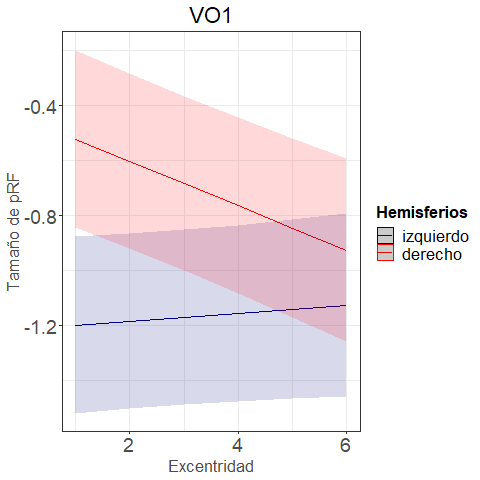 VO1
Tamaño de pRF
-0.4
-0.8
-1.2
2
4
6
Excentridad
Hemisferios
izquierdo
derecho